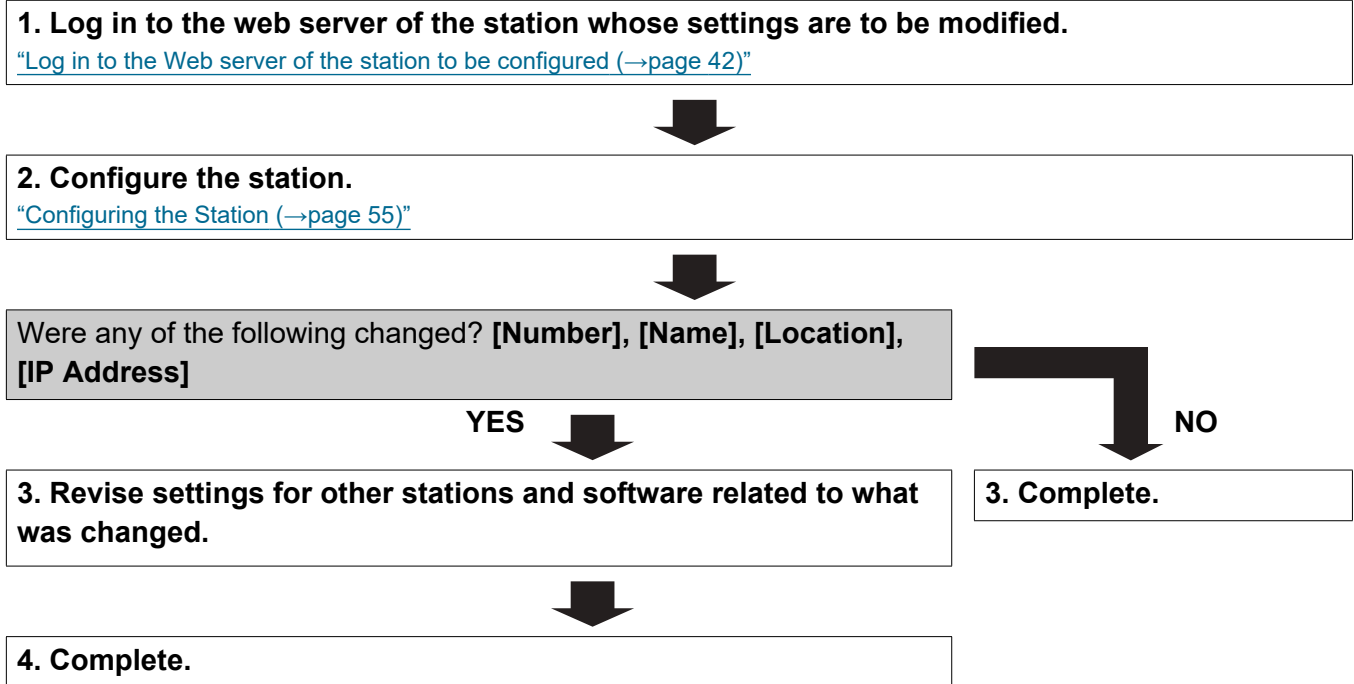 1. Log in to the web server of the station whose settings are to be modified.
“Log in to the Web server of the station to be configured (→page 42)”
2. Configure the station.
“Configuring the Station (→page 55)”
Were any of the following changed? [Number], [Name], [Location],
[IP Address]
YES
NO
3. Revise settings for other stations and software related to what
was changed.
3. Complete.
4. Complete.